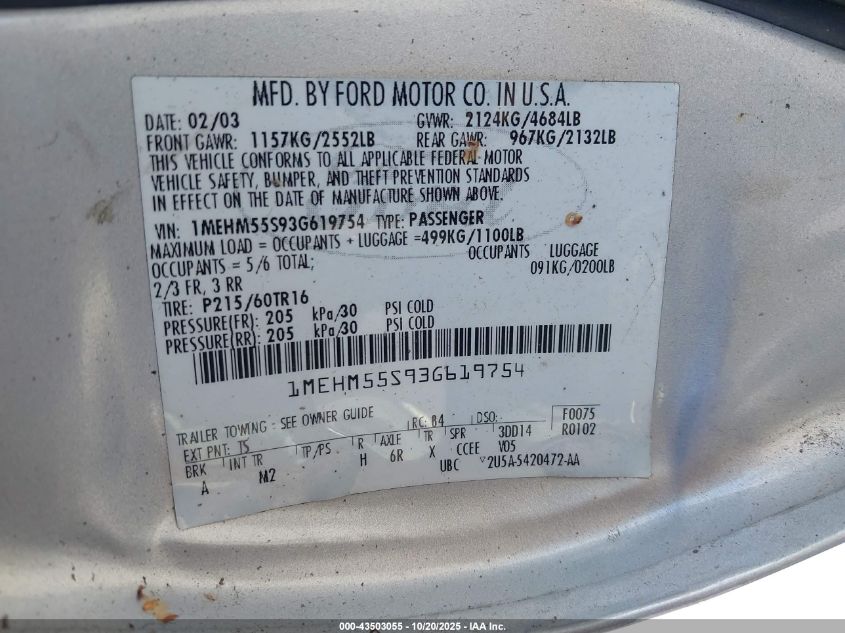 MFD. BY FORD MOTOR CO. IN U.S.A.
DATE: 02/03 GVWR: 2124KG/4684LB
FRONT GAWR: 1157KG/2552LB REAR GAWR: 967KG/2132LB
THIS VEHICLE CONFORMS TO ALL APPLICABLE FEDERAL MOTOR
VEHICLE SAFETY, BUMPER, AND THEFT PREVENTION STANDARDS
IN EFFECT ON THE DATE OF MANUFACTURE SHOWN ABOVE.
VIN: 1MEHM55S93G619754 TYPE: PASSENGER
MAXIMUM LOAD = OCCUPANTS + LUGGAGE =499KG/1100LB
OCCUPANTS = 5/6 TOTAL; OCCUPANTS LUGGAGE
2/3 FR, 3 RR 091KG/0200LB
TIRE: P215/60TR16
PRESSURE(FR): 205 kPa/30 PSI COLD
PRESSURE(RR): 205 kPa/30 PSI COLD
1MEHM55S93G619754
TRAILER TOWING - SEE OWNER GUIDE RC: 84 DSO: F0075
EXT PNT: TS 3DD14 R0102
BRK INT TR TP/PS R AXLE TR SPR V05
A M2 H 6R X CCEE
UBC 2U5A-5420472-AA
000-43503055 - 10/20/2025 - IAA Inc.